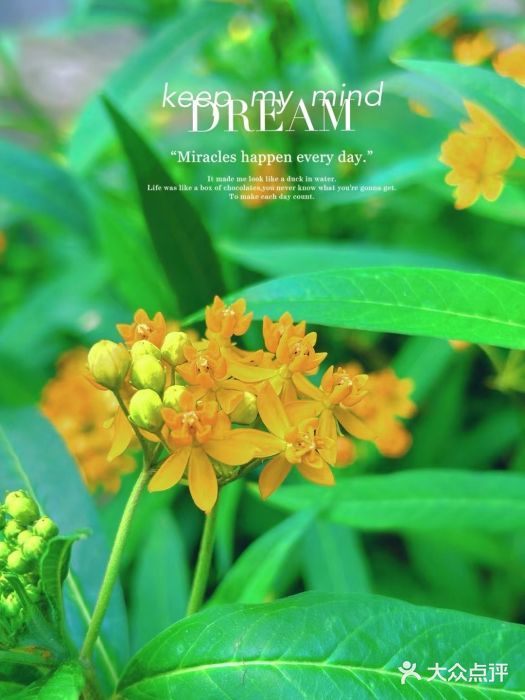 keep my mind
DREAM
“Miracles happen every day.”
It made me look like a duck in water.
Life was like a box of chocolates,you never know what you're gonna get.
To make each day count.
大众点评